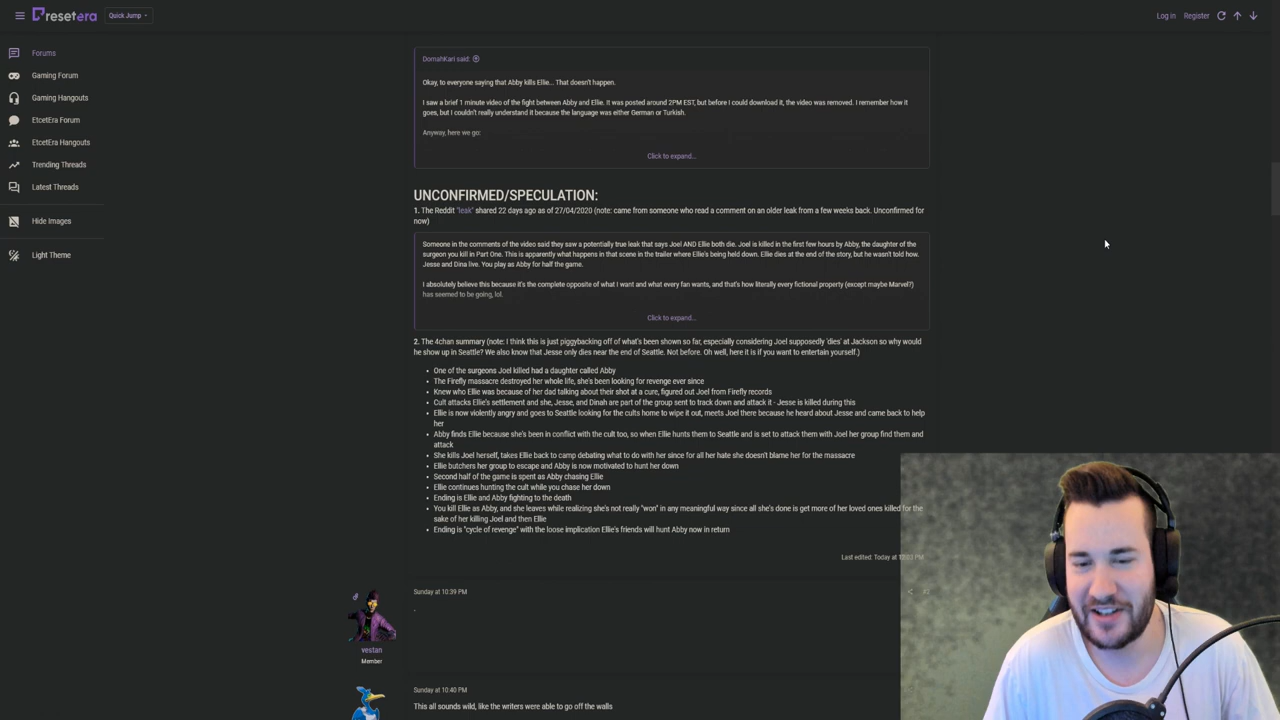 resetera
Quick Jump
Log in
Register
Forums
Gaming Forum
Gaming Hangouts
EtcetEra Forum
EtcetEra Hangouts
Trending Threads
Latest Threads
Hide Images
Light Theme
DomahKari said:
Okay, to everyone saying that Abby kills Ellie... That doesn't happen.
I saw a brief 1 minute video of the fight between Abby and Ellie. It was posted around 2PM EST, but before I could download it, the video was removed. I remember how it
goes, but I couldn't really understand it because the language was either German or Turkish.
Anyway, here we go:
Click to expand...
UNCONFIRMED/SPECULATION:
1. The Reddit "leak" shared 22 days ago as of 27/04/2020 (note: came from someone who read a comment on an older leak from a few weeks back. Unconfirmed for
now)
Someone in the comments of the video said they saw a potentially true leak that says Joel AND Ellie both die. Joel is killed in the first few hours by Abby, the daughter of the
surgeon you kill in Part One. This is apparently what happens in that scene in the trailer where Ellie's being held down. Ellie dies at the end of the story, but he wasn't told how.
Jesse and Dina live. You play as Abby for half the game.
I absolutely believe this because it's the complete opposite of what I want and what every fan wants, and that's how literally every fictional property (except maybe Marvel?)
has seemed to be going, lol.
Click to expand...
2. The 4chan summary (note: I think this is just piggybacking off of what's been shown so far, especially considering Joel supposedly 'dies' at Jackson so why would
he show up in Seattle? We also know that Jesse only dies near the end of Seattle. Not before. Oh well, here it is if you want to entertain yourself.)
• One of the surgeons Joel killed had a daughter called Abby
• The Firefly massacre destroyed her whole life, she's been looking for revenge ever since
• Knew who Ellie was because of her dad talking about their shot at a cure, figured out Joel from Firefly records
• Cult attacks Ellie's settlement and she, Jesse, and Dinah are part of the group sent to track down and attack it - Jesse is killed during this
• Ellie is now violently angry and goes to Seattle looking for the cults home to wipe it out, meets Joel there because he heard about Jesse and came back to help
her
• Abby finds Ellie because she's been in conflict with the cult too, so when Ellie hunts them to Seattle and is set to attack them with Joel her group find them and
attack
• She kills Joel herself, takes Ellie back to camp debating what to do with her since for all her hate she doesn't blame her for the massacre
• Ellie butchers her group to escape and Abby is now motivated to hunt her down
• Second half of the game is spent as Abby chasing Ellie
• Ellie continues hunting the cult while you chase her down
• Ending is Ellie and Abby fighting to the death
• You kill Ellie as Abby, and she leaves while realizing she's not really "won" in any meaningful way since all she's done is get more of her loved ones killed for the
sake of her killing Joel and then Ellie
• Ending is "cycle of revenge" with the loose implication Ellie's friends will hunt Abby now in return
Last edited: Today at
Sunday at 10:39 PM
.
vestan
Member
Sunday at 10:40 PM
This all sounds wild, like the writers were able to go off the walls